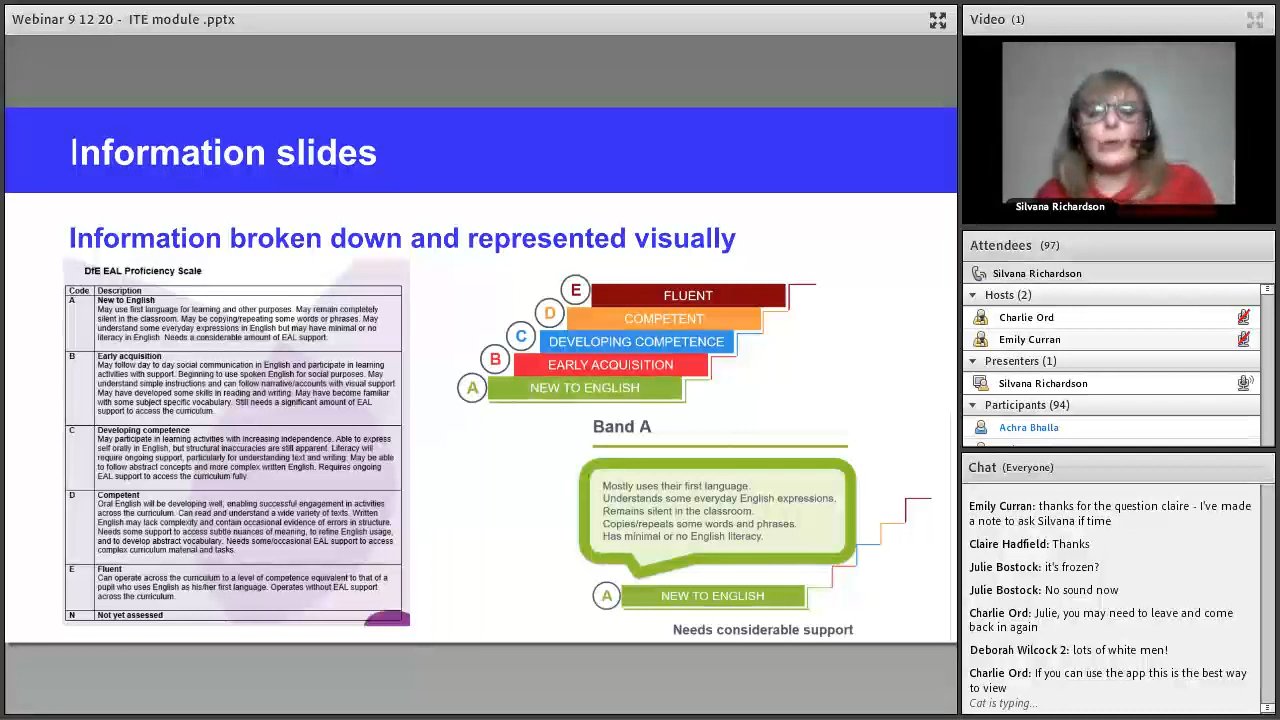 Webinar 9 12 20 - ITE module .pptx
Information slides
Information broken down and represented visually
DfE EAL Proficiency Scale
Code Description
A New to English
May use first language for learning and other purposes. May remain completely
silent in the classroom. May be copying/repeating some words or phrases. May
understand some everyday expressions in English but may have minimal or no
literacy in English. Needs a considerable amount of EAL support.
B Early acquisition
May follow day to day social communication in English and participate in learning
activities with support. Beginning to use spoken English for social purposes. May
understand simple instructions and can follow narrative/accounts with visual support.
May have developed some skills in reading and writing. May have become familiar
with some subject specific vocabulary. Still needs a significant amount of EAL
support to access the curriculum.
C Developing competence
May participate in learning activities with increasing independence. Able to express
self orally in English, but structural inaccuracies are still apparent. Literacy will
require ongoing support, particularly for understanding text and writing. May be able
to follow abstract concepts and more complex written English. Requires ongoing
EAL support to access the curriculum fully.
D Competent
Oral English will be developing well, enabling successful engagement in activities
across the curriculum. Can read and understand a wide variety of texts. Written
English may lack complexity and contain occasional evidence of errors in structure.
Needs some support to access subtle nuances of meaning, to refine English usage,
and to develop abstract vocabulary. Needs some/occasional EAL support to access
complex curriculum material and tasks.
E Fluent
Can operate across the curriculum to a level of competence equivalent to that of a
pupil who uses English as his/her first language. Operates without EAL support
across the curriculum.
N Not yet assessed
E FLUENT
D COMPETENT
C DEVELOPING COMPETENCE
B EARLY ACQUISITION
A NEW TO ENGLISH
Band A
Mostly uses their first language.
Understands some everyday English expressions.
Remains silent in the classroom.
Copies/repeats some words and phrases.
Has minimal or no English literacy.
A NEW TO ENGLISH
Needs considerable support
Video (1)
Silvana Richardson
Attendees (97)
Silvana Richardson
Hosts (2)
Charlie Ord
Emily Curran
Presenters (1)
Silvana Richardson
Participants (94)
Achra Bhalla
Chat (Everyone)
Emily Curran: thanks for the question claire - I've made
a note to ask Silvana if time
Claire Hadfield: Thanks
Julie Bostock: it's frozen?
Julie Bostock: No sound now
Charlie Ord: Julie, you may need to leave and come
back in again
Deborah Wilcock 2: lots of white men!
Charlie Ord: If you can use the app this is the best way
to view
Cat is typing...